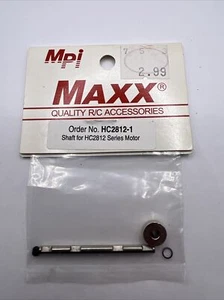 Mpi
2.99
MAXX®
QUALITY R/C ACCESSORIES
Order No. HC2812-1
Shaft for HC2812 Series Motor